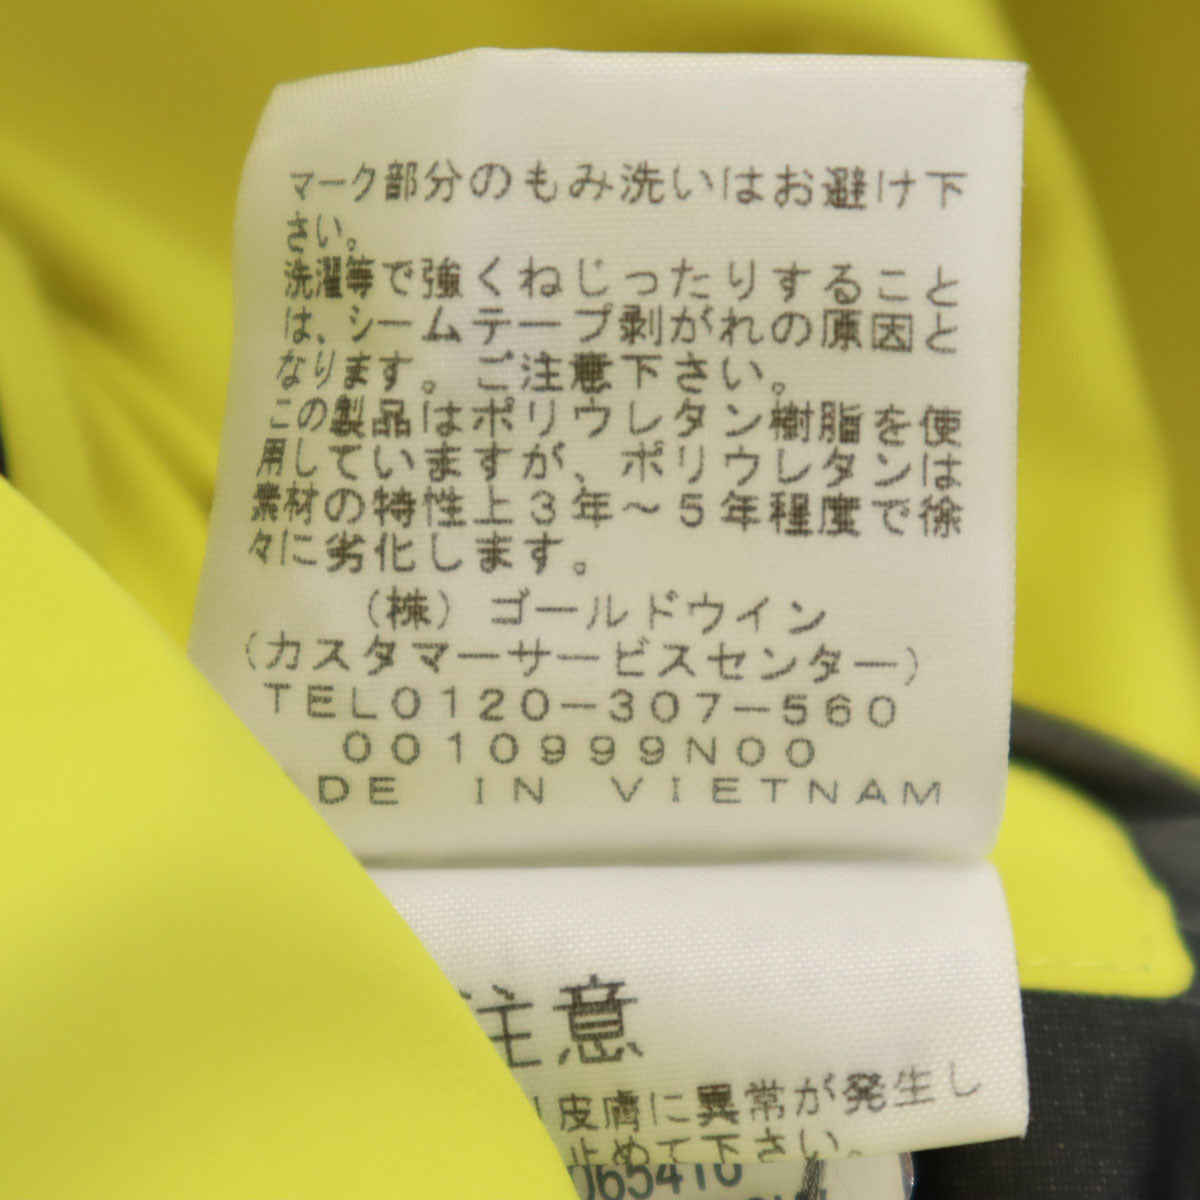 マーク部分のもみ洗いはお避け下
さい。
洗濯等で強くねじったりすること
は、シームテープ剥がれの原因と
なります。ご注意下さい。
この製品はポリウレタン樹脂を使
用していますが、ポリウレタンは
素材の特性上3年～5年程度で徐
々に劣化します。
(株)ゴールドウイン
(カスタマーサービスセンター)
TEL0120-307-560
0010999N00
DE IN VIETNAM
注意
皮膚に異常が発生し
止めて下さい。
065410